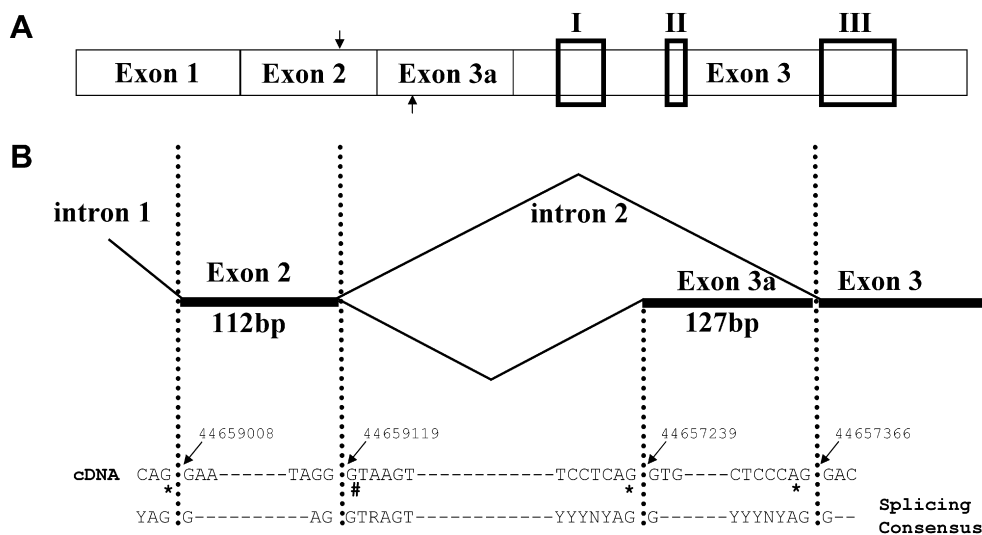 A
I II III
Exon 1 Exon 2 Exon 3a Exon 3
B
intron 1
intron 2
Exon 2 Exon 3a Exon 3
112bp 127bp
44659008 44659119 44657239 44657366
cDNA CAG GAA------TAGG GTAAGT------------TCCTCAG GTG---CTCCCAG GAC
* # * *
YAG G---------AG GTRAGT------------YYYNYAG G----YYYNYAG G--
Splicing
Consensus